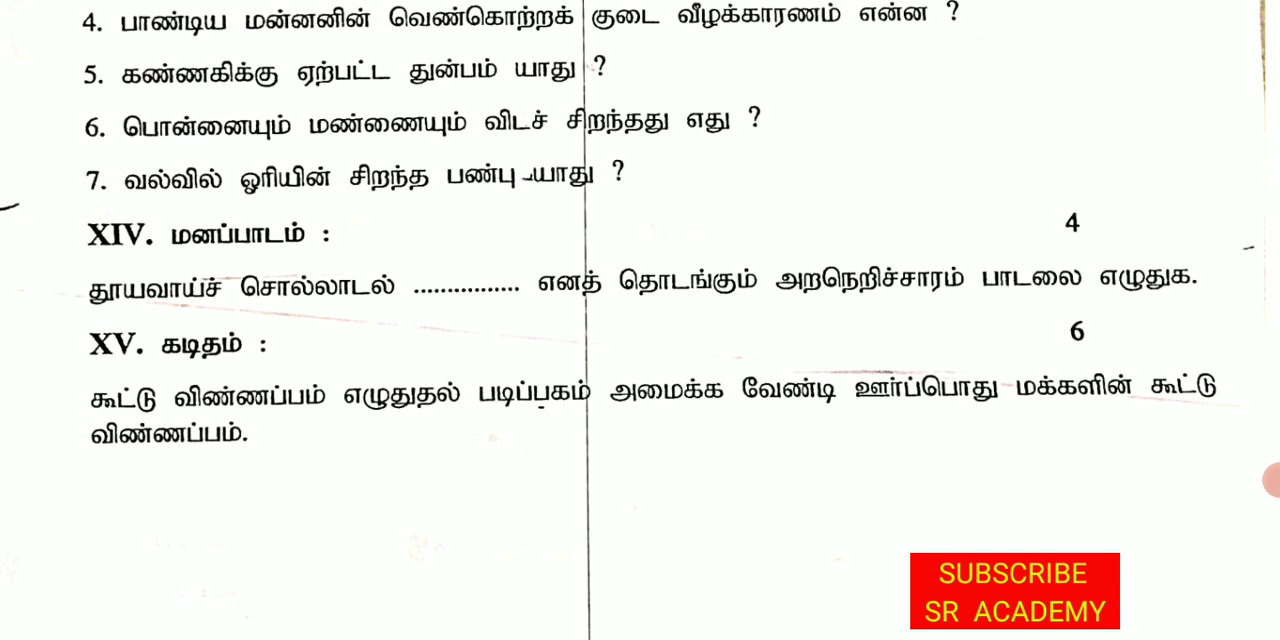 4. பாண்டிய மன்னனின் வெண்கொற்றக் குடை வீழக்காரணம் என்ன ?
5. கண்ணகிக்கு ஏற்பட்ட துன்பம் யாது ?
6. பொன்னையும் மண்ணையும் விடச் சிறந்தது எது ?
7. வல்வில் ஓரியின் சிறந்த பண்பு யாது ?
XIV. மனப்பாடம் : 4
தூயவாய்ச் சொல்லாடல் ................ எனத் தொடங்கும் அறநெறிச்சாரம் பாடலை எழுதுக.
XV. கடிதம் : 6
கூட்டு விண்ணப்பம் எழுதுதல் படிப்பகம் அமைக்க வேண்டி ஊர்ப்பொது மக்களின் கூட்டு
விண்ணப்பம்.
SUBSCRIBE
SR ACADEMY